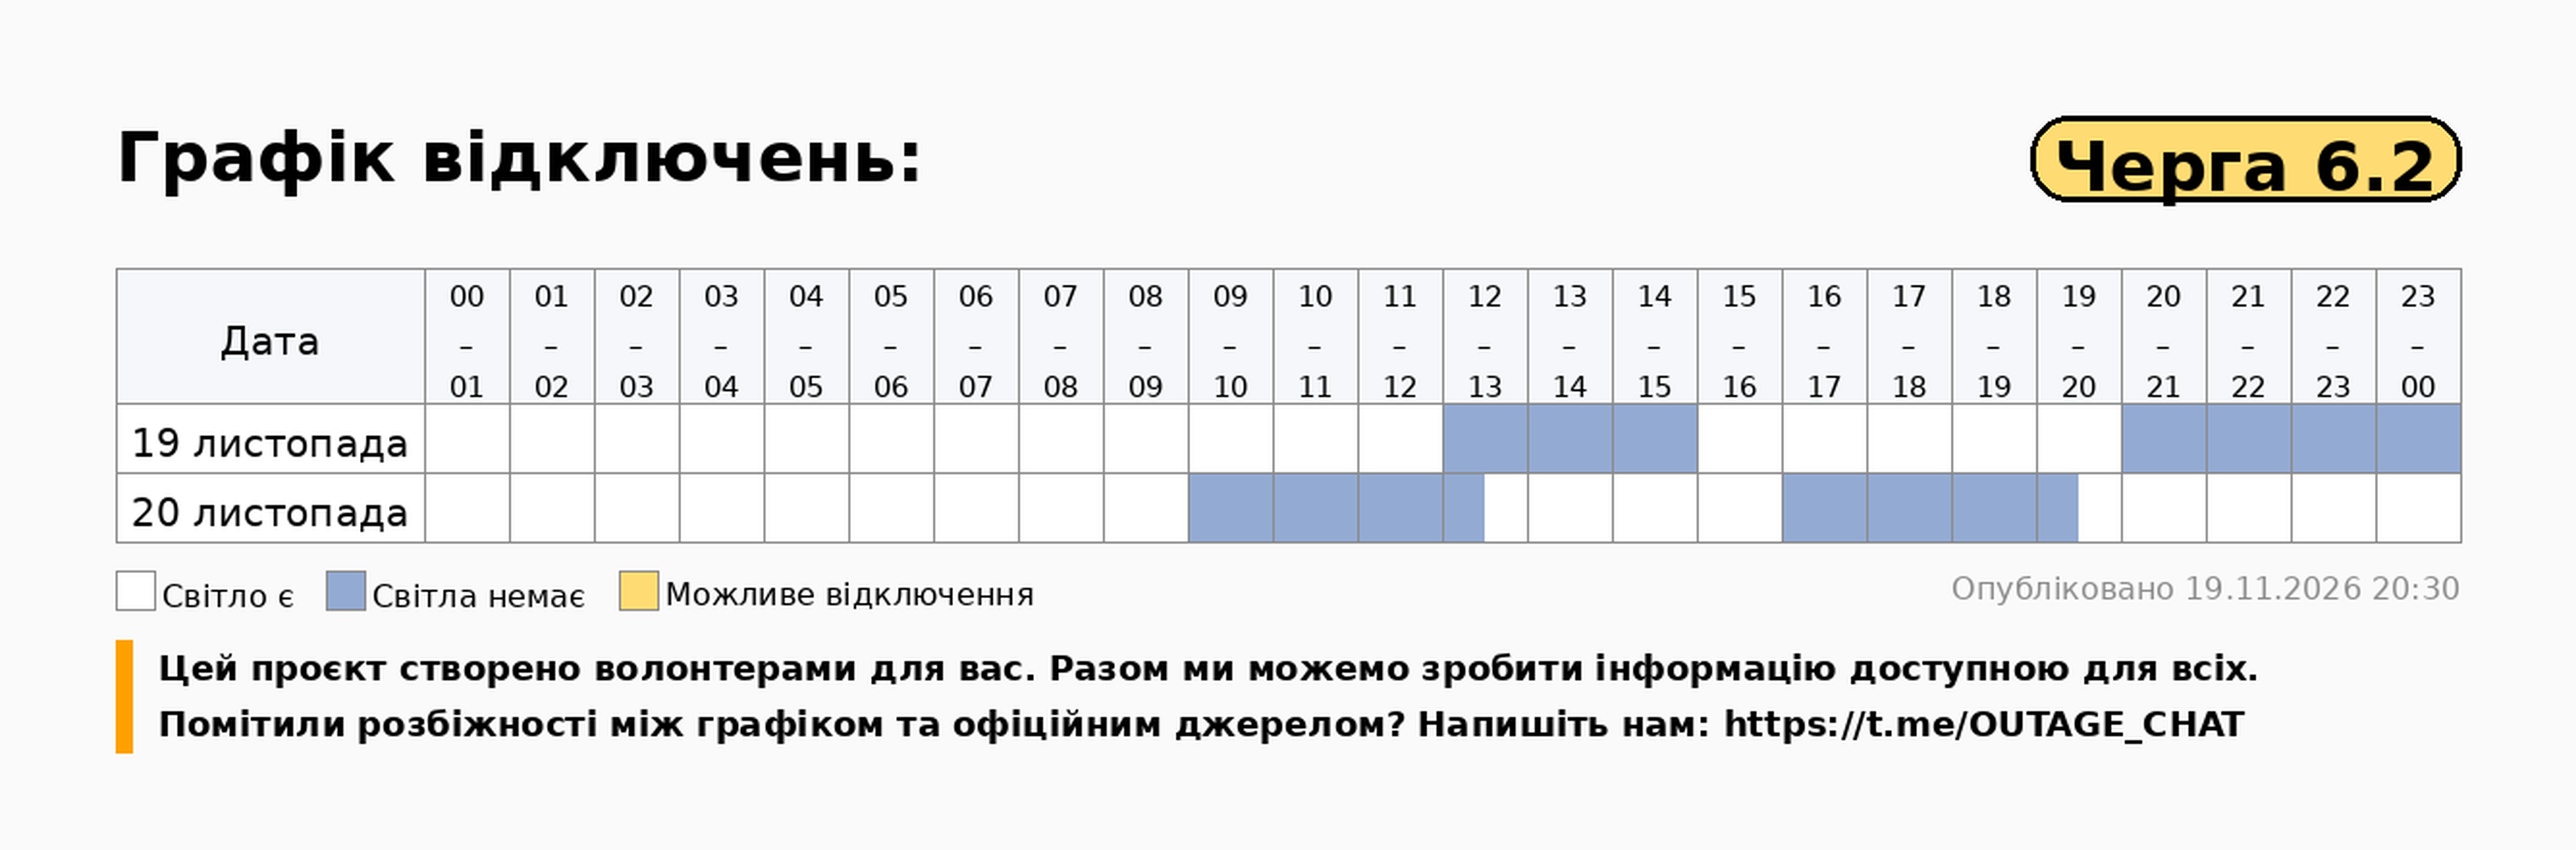 Графік відключень:
Черга 6.2
Дата
00 – 01
01 – 02
02 – 03
03 – 04
04 – 05
05 – 06
06 – 07
07 – 08
08 – 09
09 – 10
10 – 11
11 – 12
12 – 13
13 – 14
14 – 15
15 – 16
16 – 17
17 – 18
18 – 19
19 – 20
20 – 21
21 – 22
22 – 23
23 – 00
19 листопада
20 листопада
Світло є
Світла немає
Можливе відключення
Опубліковано 19.11.2026 20:30
Цей проєкт створено волонтерами для вас. Разом ми можемо зробити інформацію доступною для всіх.
Помітили розбіжності між графіком та офіційним джерелом? Напишіть нам: https://t.me/OUTAGE_CHAT